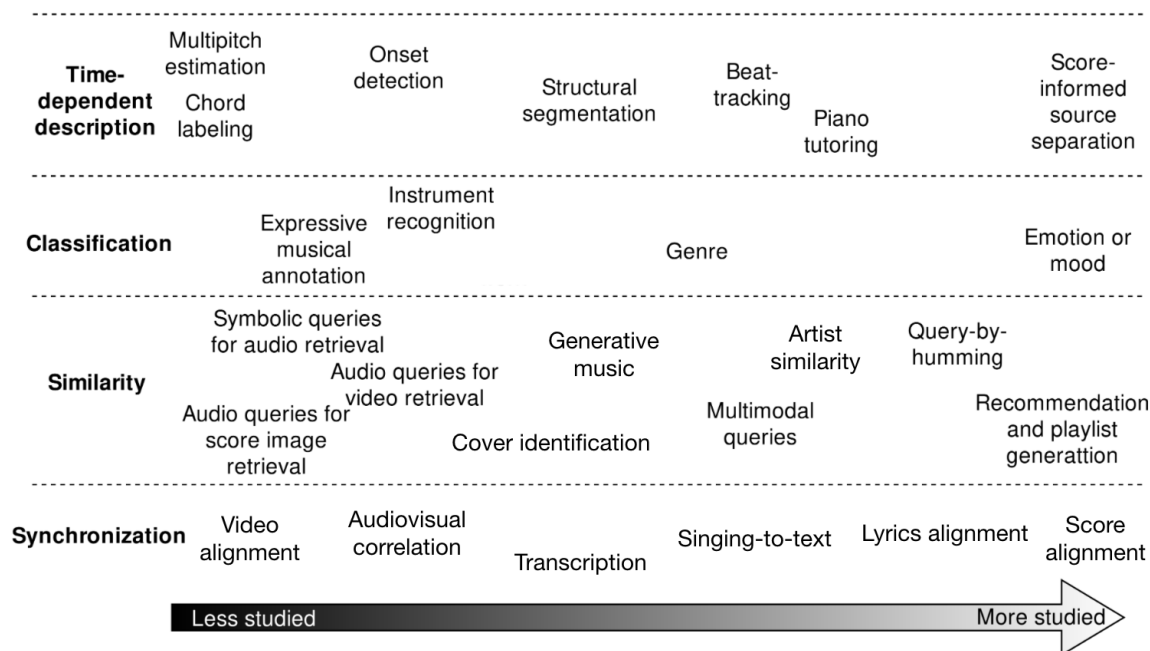 Time-
dependent
description
Multipitch
estimation
Chord
labeling
Onset
detection
Structural
segmentation
Beat-
tracking
Piano
tutoring
Score-
informed
source
separation
Classification
Expressive
musical
annotation
Instrument
recognition
Genre
Emotion or
mood
Similarity
Symbolic queries
for audio retrieval
Audio queries for
video retrieval
Audio queries for
score image
retrieval
Generative
music
Cover identification
Artist
similarity
Multimodal
queries
Query-by-
humming
Recommendation
and playlist
generattion
Synchronization
Video
alignment
Audiovisual
correlation
Transcription
Singing-to-text
Lyrics alignment
Score
alignment
Less studied
More studied